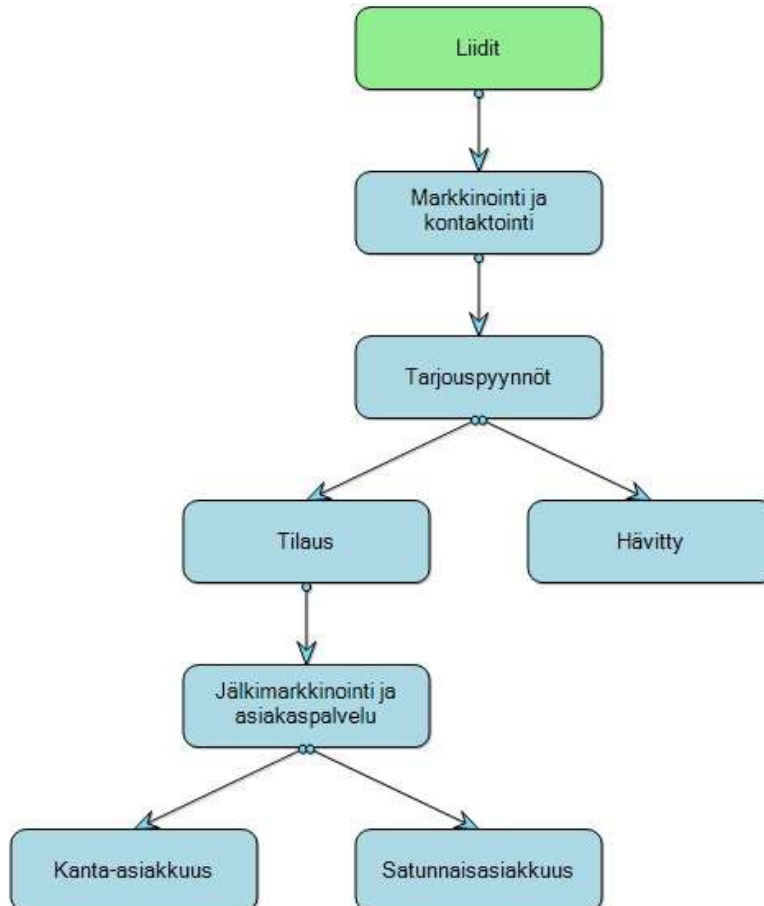 Liidit
Markkinointi ja
kontaktointi
Tarjouspyynnöt
Tilaus
Hävitty
Jälkimarkkinointi ja
asiakaspalvelu
Kanta-asiakkuus
Satunnaisasiakkuus